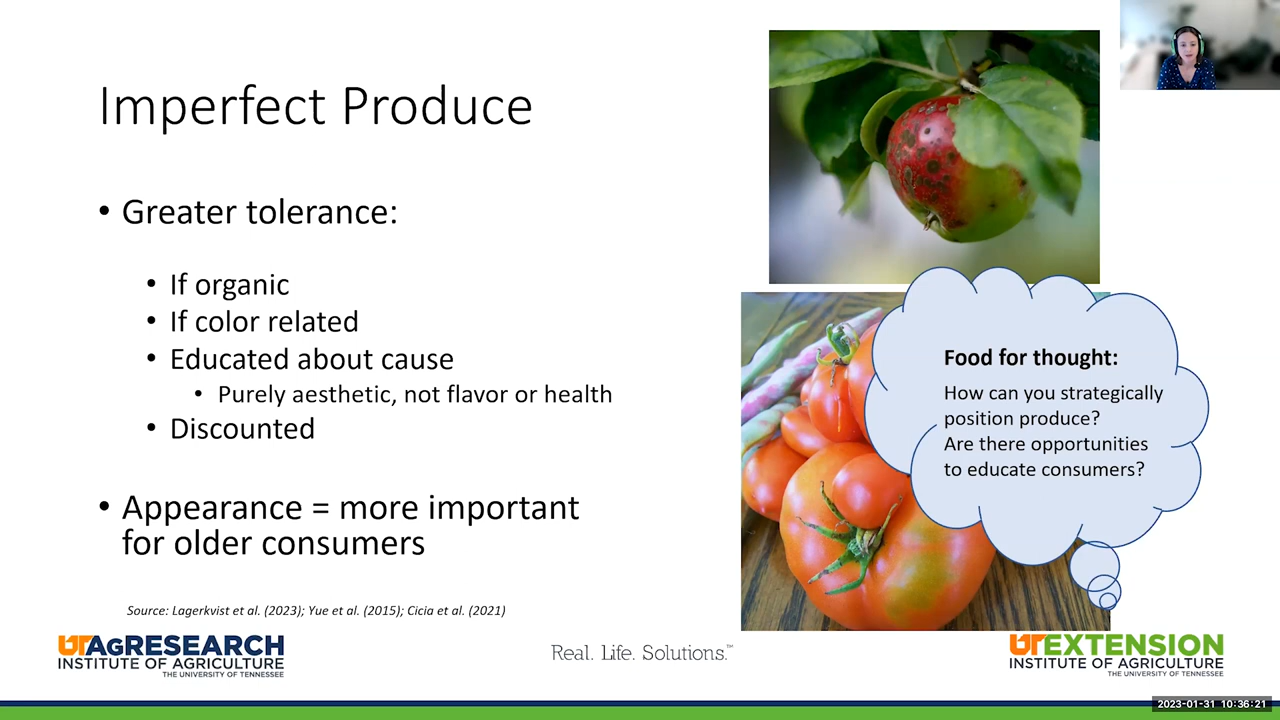 Imperfect Produce
• Greater tolerance:
• If organic
• If color related
• Educated about cause
• Purely aesthetic, not flavor or health
• Discounted
• Appearance = more important
for older consumers
Food for thought:
How can you strategically
position produce?
Are there opportunities
to educate consumers?
Source: Lagerkvist et al. (2023); Yue et al. (2015); Cicia et al. (2021)
UTAGRESEARCH
INSTITUTE OF AGRICULTURE
THE UNIVERSITY OF TENNESSEE
Real. Life. Solutions.™
UTEXTENSION
INSTITUTE OF AGRICULTURE
THE UNIVERSITY OF TENNESSEE
2023-01-31 10:36:21